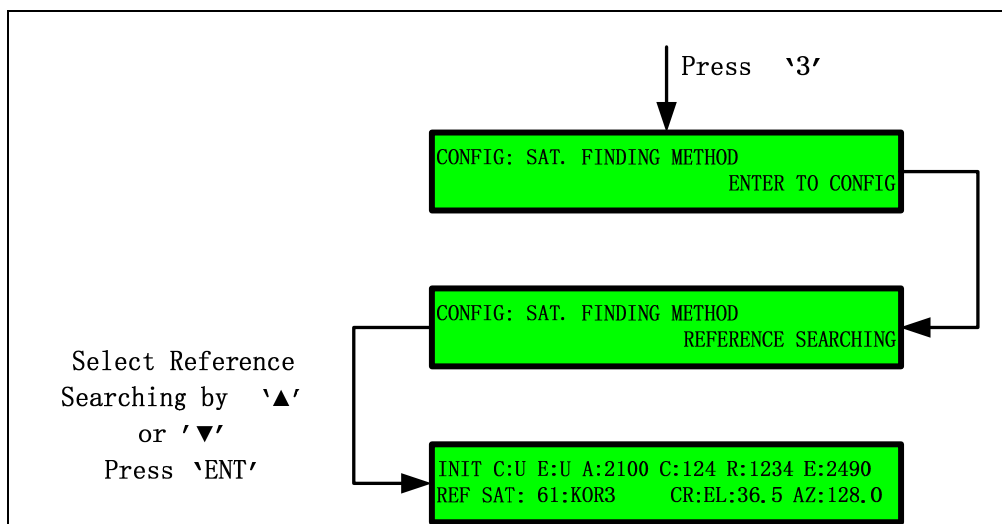 Press ‵3′
CONFIG: SAT. FINDING METHOD
ENTER TO CONFIG
CONFIG: SAT. FINDING METHOD
REFERENCE SEARCHING
Select Reference
Searching by ‵▲′
or ′▼′
Press ‵ENT′
INIT C:U E:U A:2100 C:124 R:1234 E:2490
REF SAT: 61:KOR3 CR:EL:36.5 AZ:128.0